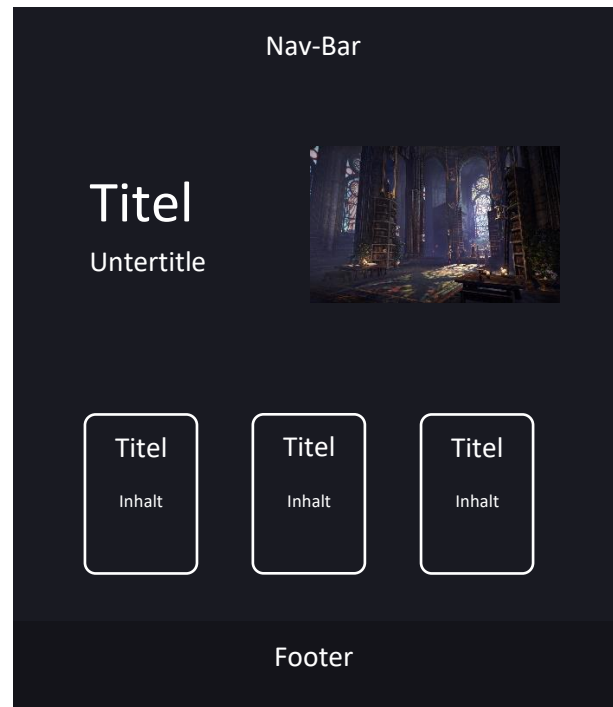 Nav-Bar
Titel
Untertitle
Titel
Inhalt
Titel
Inhalt
Titel
Inhalt
Footer